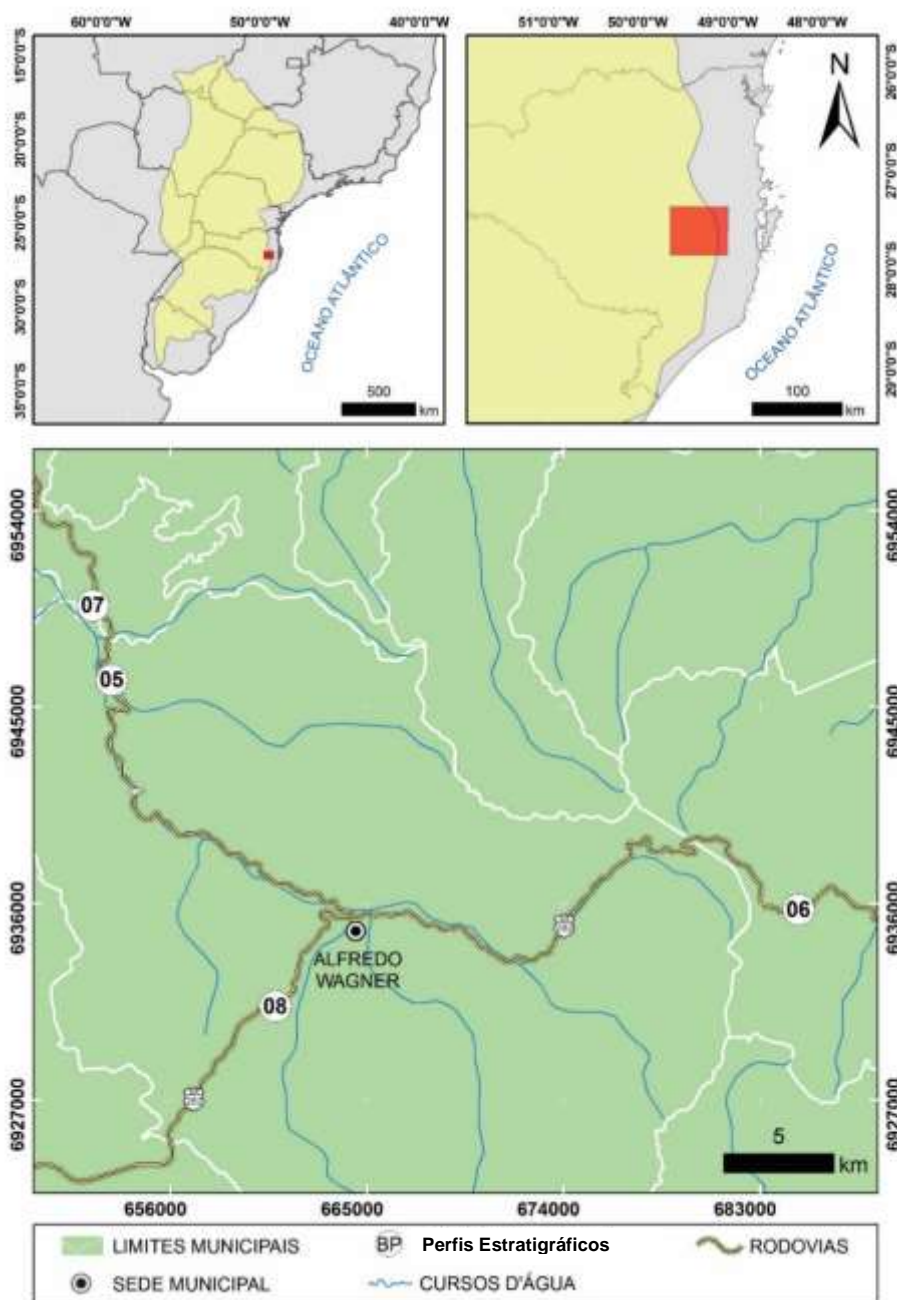 60°0'0"O 50°0'0"O 40°0'0"O
51°0'0"O 50°0'0"O 49°0'0"O 48°0'0"O
15°0'0"S
20°0'0"S
25°0'0"S
30°0'0"S
35°0'0"S
OCEANO ATLÂNTICO
500
km
N
26°0'0"S
27°0'0"S
28°0'0"S
29°0'0"S
OCEANO ATLÂNTICO
100
km
6954000
6945000
6936000
6927000
07
05
06
08
ALFREDO
WAGNER
6954000
6945000
6936000
6927000
5
km
656000 665000 674000 683000
LIMITES MUNICIPAIS
BP Perfis Estratigráficos
RODOVIAS
SEDE MUNICIPAL
CURSOS D'ÁGUA